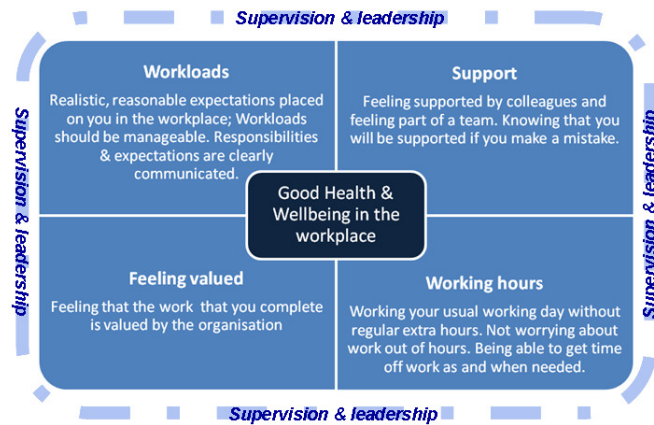 Supervision & leadership
Workloads
Realistic, reasonable expectations placed
on you in the workplace; Workloads
should be manageable. Responsibilities
& expectations are clearly
communicated.
Support
Feeling supported by colleagues and
feeling part of a team. Knowing that you
will be supported if you make a mistake.
Supervision & leadership
Supervision & leadership
Good Health &
Wellbeing in the
workplace
Feeling valued
Feeling that the work that you complete
is valued by the organisation
Working hours
Working your usual working day without
regular extra hours. Not worrying about
work out of hours. Being able to get time
off work as and when needed.
Supervision & leadership